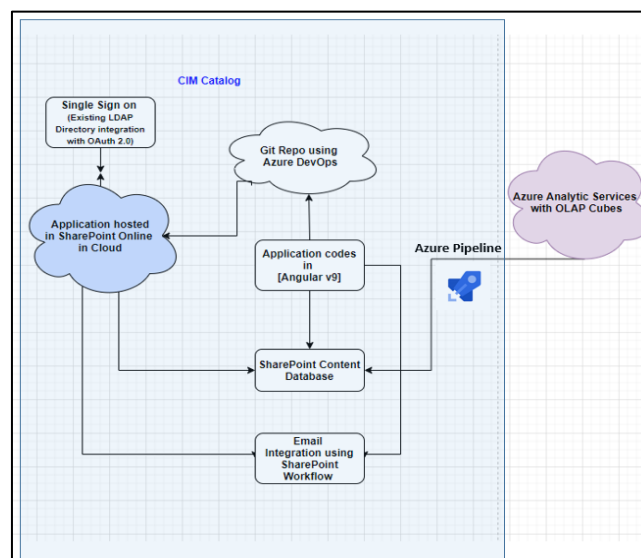 CIM Catalog
Single Sign on
(Existing LDAP
Directory integration
with OAuth 2.0)
Git Repo using
Azure DevOps
Azure Analytic Services
with OLAP Cubes
Application hosted
in SharePoint Online
in Cloud
Application codes
in
[Angular v9]
Azure Pipeline
SharePoint Content
Database
Email
Integration using
SharePoint
Workflow